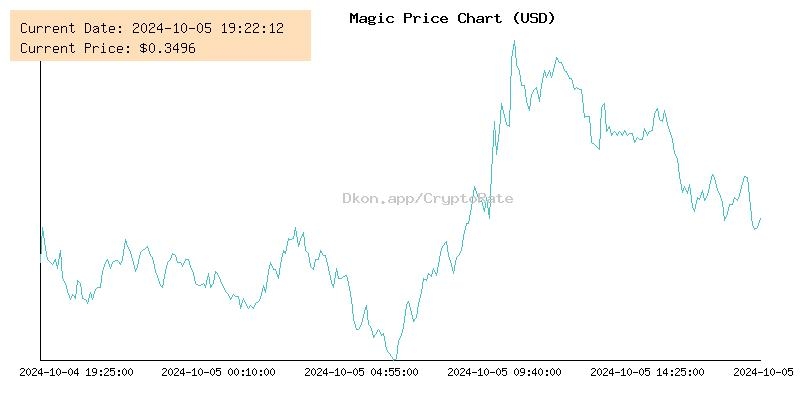 Magic Price Chart (USD)
Current Date: 2024-10-05 19:22:12
Current Price: $0.3496
Dkon.app/CryptoRate
2024-10-04 19:25:00
2024-10-05 00:10:00
2024-10-05 04:55:00
2024-10-05 09:40:00
2024-10-05 14:25:00
2024-10-05